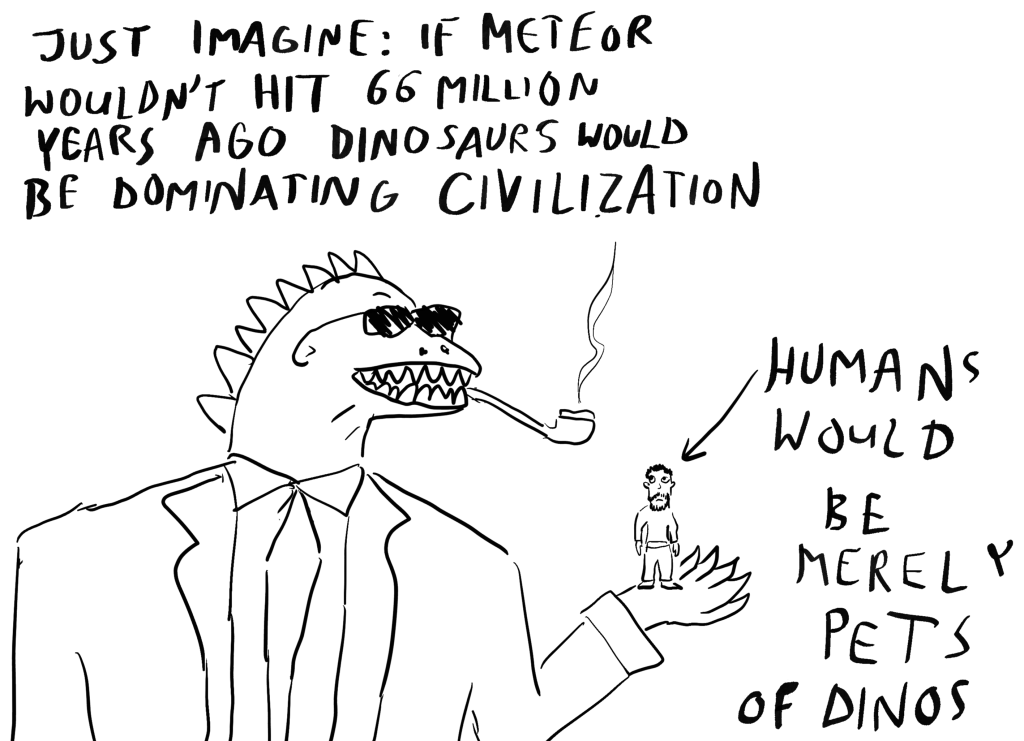 JUST IMAGINE: IF METEOR
WOULDN'T HIT 66 MILLION
YEARS AGO DINOSAURS WOULD
BE DOMINATING CIVILIZATION
HUMANS
WOULD
BE
MERELY
PETS
OF DINOS